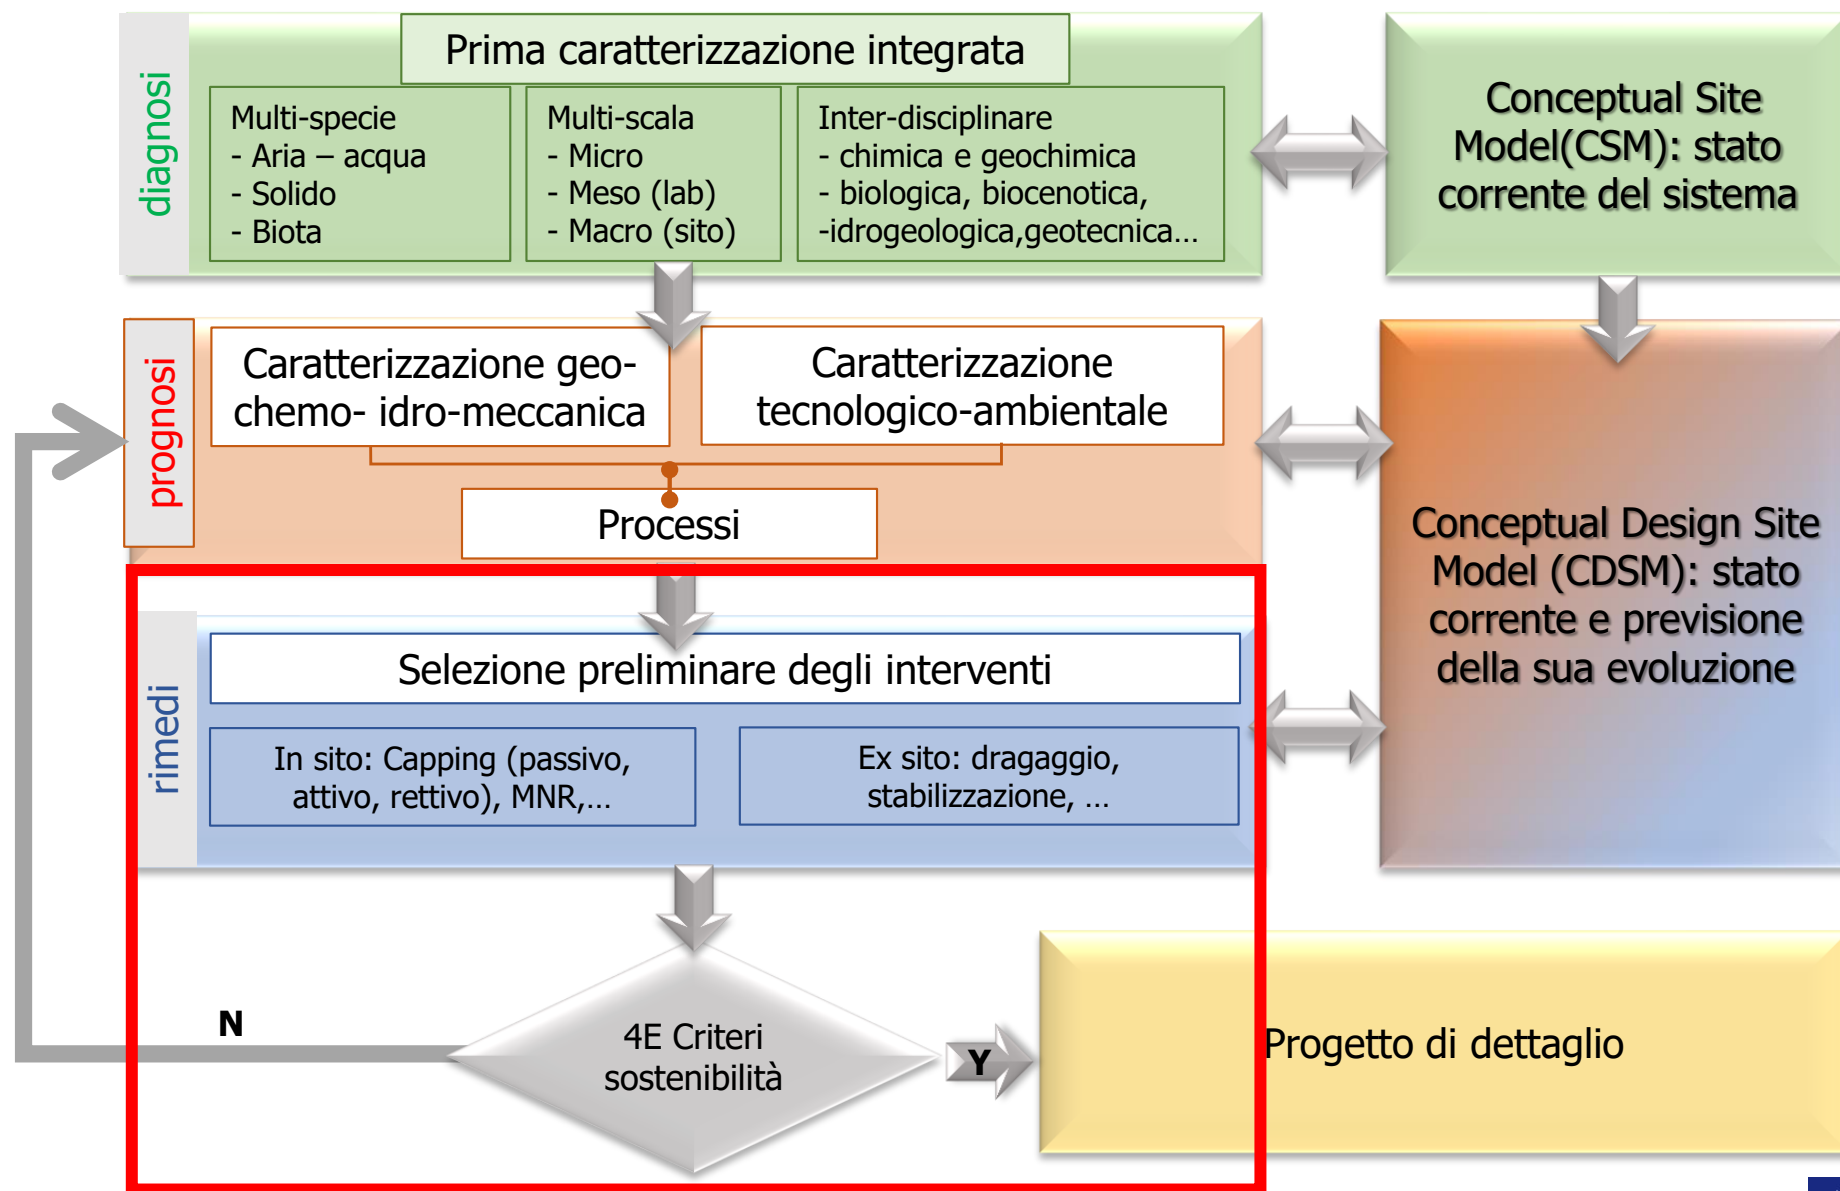 diagnosi
Prima caratterizzazione integrata
Multi-specie
- Aria – acqua
- Solido
- Biota
Multi-scala
- Micro
- Meso (lab)
- Macro (sito)
Inter-disciplinare
- chimica e geochimica
- biologica, biocenotica,
-idrogeologica,geotecnica...
Conceptual Site
Model(CSM): stato
corrente del sistema
prognosi
Caratterizzazione geo-
chemo- idro-meccanica
Caratterizzazione
tecnologico-ambientale
Processi
Conceptual Design Site
Model (CDSM): stato
corrente e previsione
della sua evoluzione
rimedi
Selezione preliminare degli interventi
In sito: Capping (passivo,
attivo, rettivo), MNR,...
Ex sito: dragaggio,
stabilizzazione, ...
N
4E Criteri
sostenibilità
Y
Progetto di dettaglio